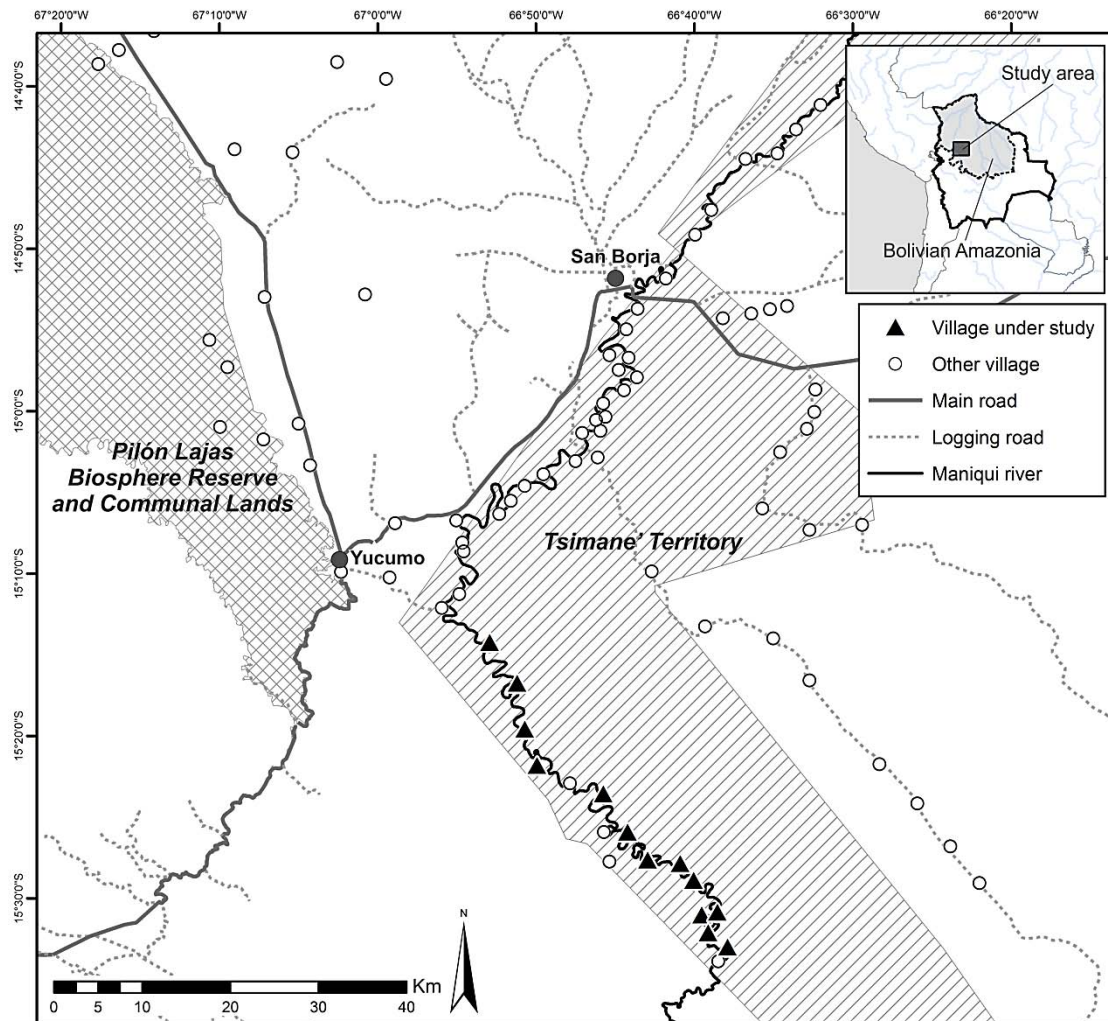 67°20'0"W 67°10'0"W 67°0'0"W 66°50'0"W 66°40'0"W 66°30'0"W 66°20'0"W
14°40'0"S
14°50'0"S
15°0'0"S
15°10'0"S
15°20'0"S
15°30'0"S
Study area
Bolivian Amazonia
San Borja
Village under study
Other village
Main road
Logging road
Maniqui river
Pilón Lajas
Biosphere Reserve
and Communal Lands
Tsimane' Territory
Yucumo
N
Km
0 5 10 20 30 40